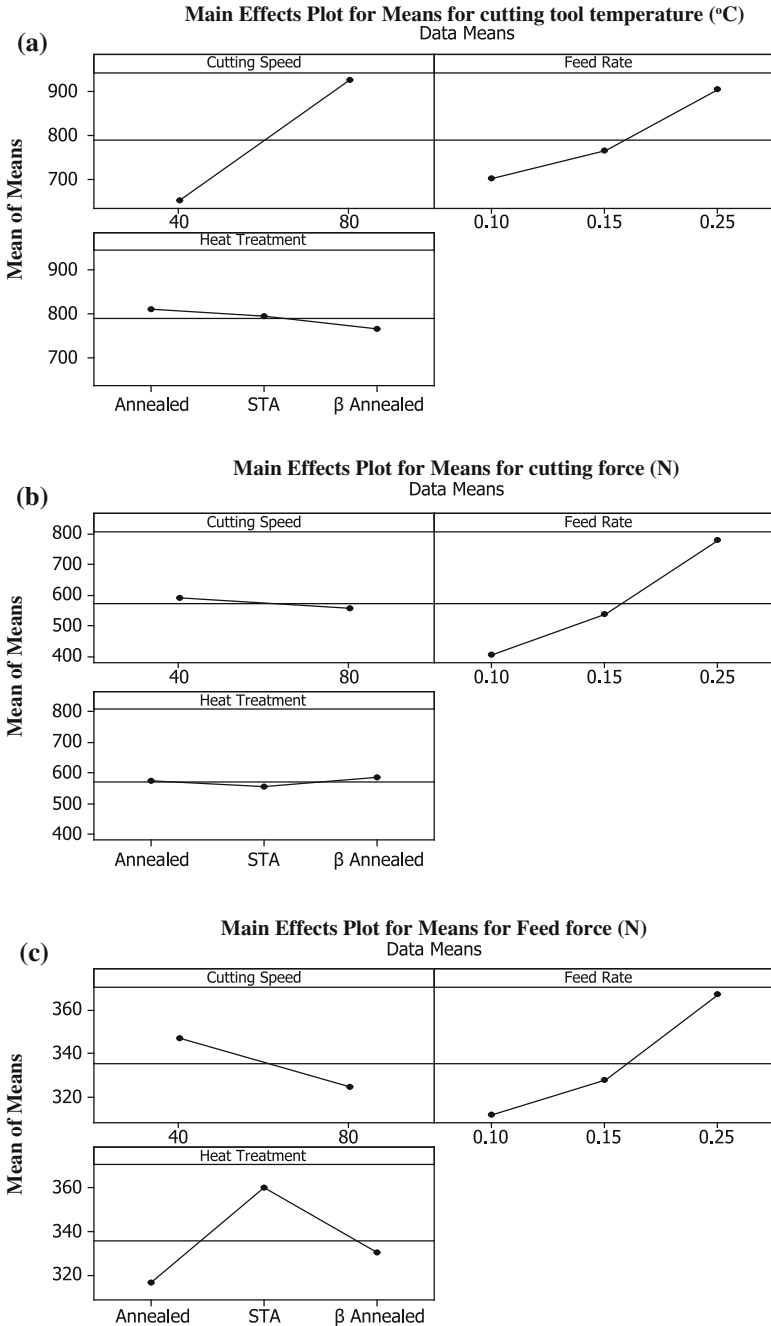 Main Effects Plot for Means for cutting tool temperature (ºC)
(a)
Data Means
Cutting Speed
Feed Rate
900
800
700
40
80
0.10
0.15
0.25
Heat Treatment
900
800
700
Annealed
STA
β Annealed
Mean of Means
Main Effects Plot for Means for cutting force (N)
(b)
Data Means
Cutting Speed
Feed Rate
800
700
600
500
400
40
80
0.10
0.15
0.25
Heat Treatment
800
700
600
500
400
Annealed
STA
β Annealed
Mean of Means
Main Effects Plot for Means for Feed force (N)
(c)
Data Means
Cutting Speed
Feed Rate
360
340
320
40
80
0.10
0.15
0.25
Heat Treatment
360
340
320
Annealed
STA
β Annealed
Mean of Means